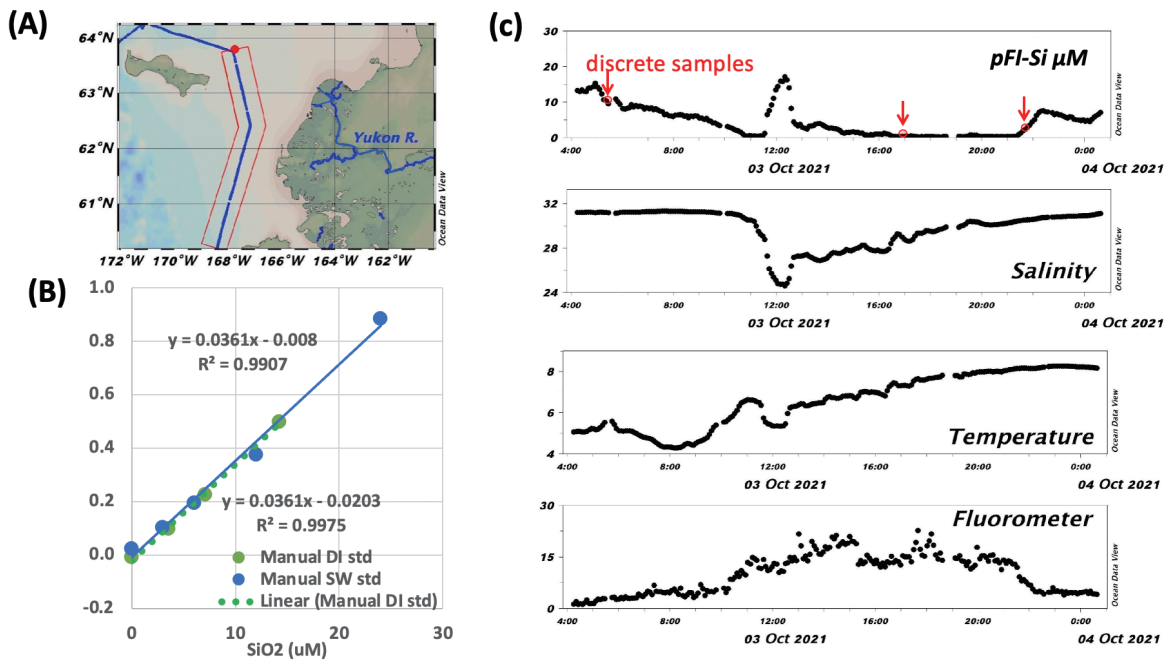 (A)
64°N
63°N
62°N
61°N
172°W 170°W 168°W 166°W 164°W 162°W
Yukon R.
Ocean Data View
(B)
1.0
0.8
0.6
0.4
0.2
0.0
-0.2
y = 0.0361x - 0.008
R² = 0.9907
y = 0.0361x - 0.0203
R² = 0.9975
Manual DI std
Manual SW std
Linear (Manual DI std)
0 10 20 30
SiO2 (uM)
(c)
30
20
10
0
discrete samples
pFI-Si µM
Ocean Data View
4:00 8:00 12:00 16:00 20:00 0:00
03 Oct 2021 04 Oct 2021
32
28
24
Salinity
Ocean Data View
4:00 8:00 12:00 16:00 20:00 0:00
03 Oct 2021 04 Oct 2021
8
6
4
Temperature
Ocean Data View
4:00 8:00 12:00 16:00 20:00 0:00
03 Oct 2021 04 Oct 2021
30
15
0
Fluorometer
Ocean Data View
4:00 8:00 12:00 16:00 20:00 0:00
03 Oct 2021 04 Oct 2021